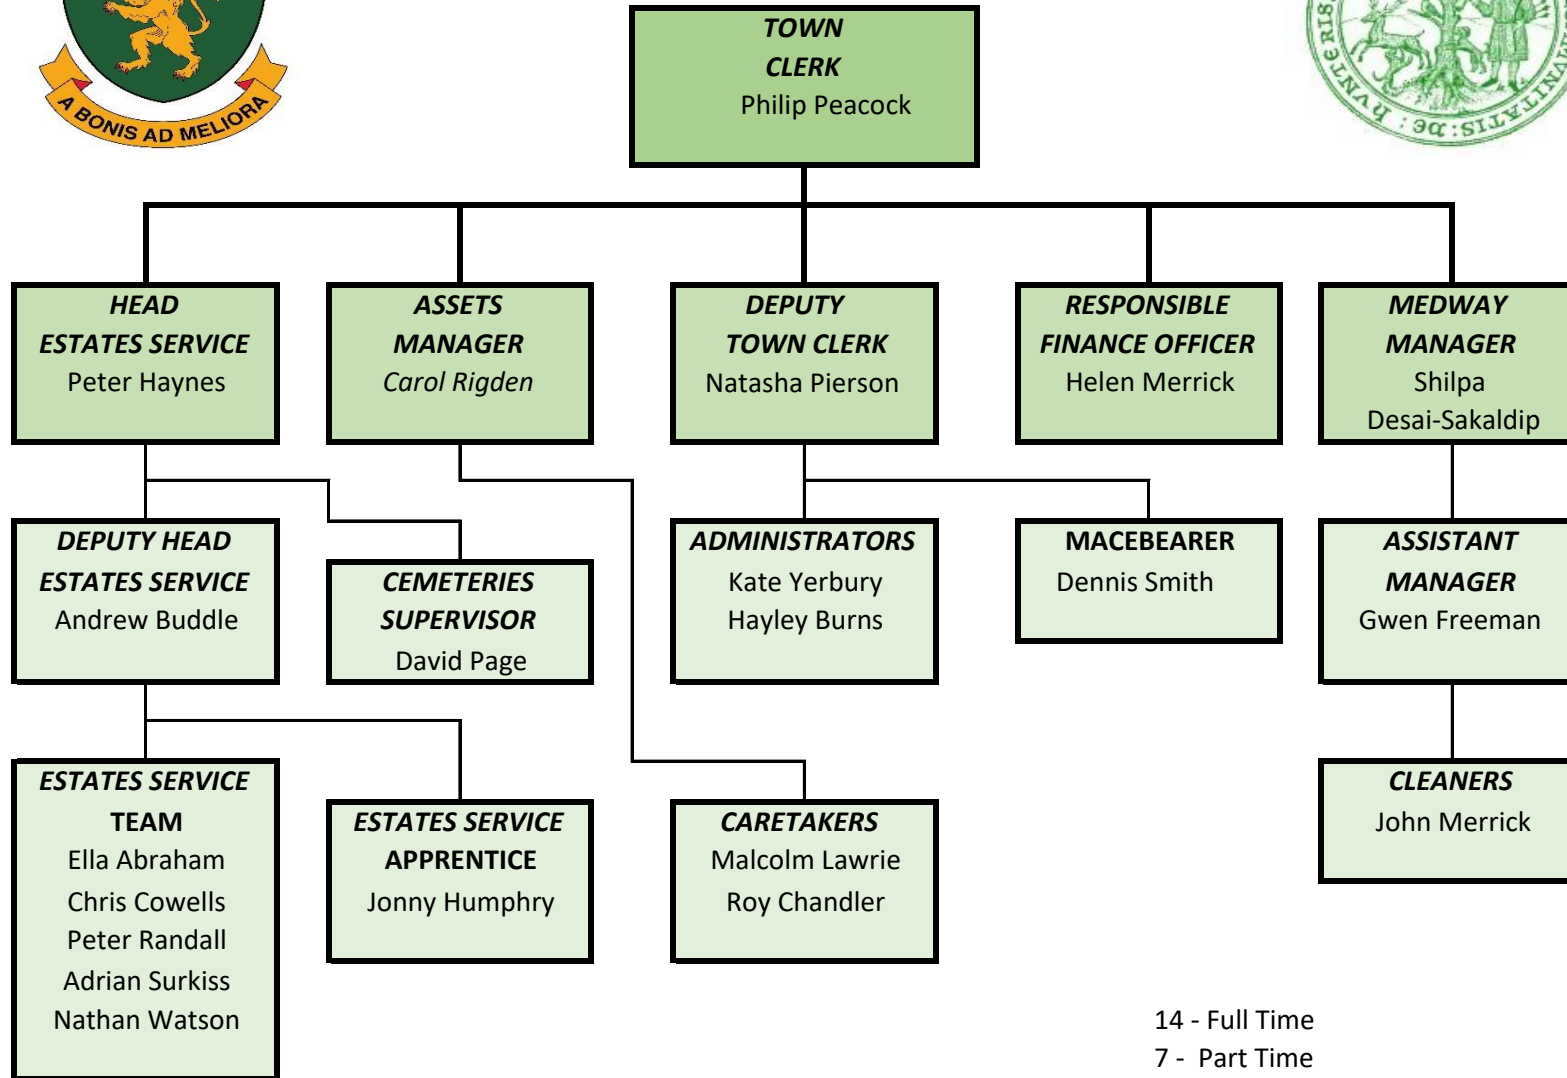 A BONIS AD MELIORA
TOWN
CLERK
Philip Peacock
HEAD
ESTATES SERVICE
Peter Haynes
ASSETS
MANAGER
Carol Rigden
DEPUTY
TOWN CLERK
Natasha Pierson
RESPONSIBLE
FINANCE OFFICER
Helen Merrick
MEDWAY
MANAGER
Shilpa
Desai-Sakaldip
DEPUTY HEAD
ESTATES SERVICE
Andrew Buddle
CEMETERIES
SUPERVISOR
David Page
ADMINISTRATORS
Kate Yerbury
Hayley Burns
MACEBEARER
Dennis Smith
ASSISTANT
MANAGER
Gwen Freeman
ESTATES SERVICE
TEAM
Ella Abraham
Chris Cowells
Peter Randall
Adrian Surkiss
Nathan Watson
ESTATES SERVICE
APPRENTICE
Jonny Humphry
CARETAKERS
Malcolm Lawrie
Roy Chandler
CLEANERS
John Merrick
14 - Full Time
7 - Part Time